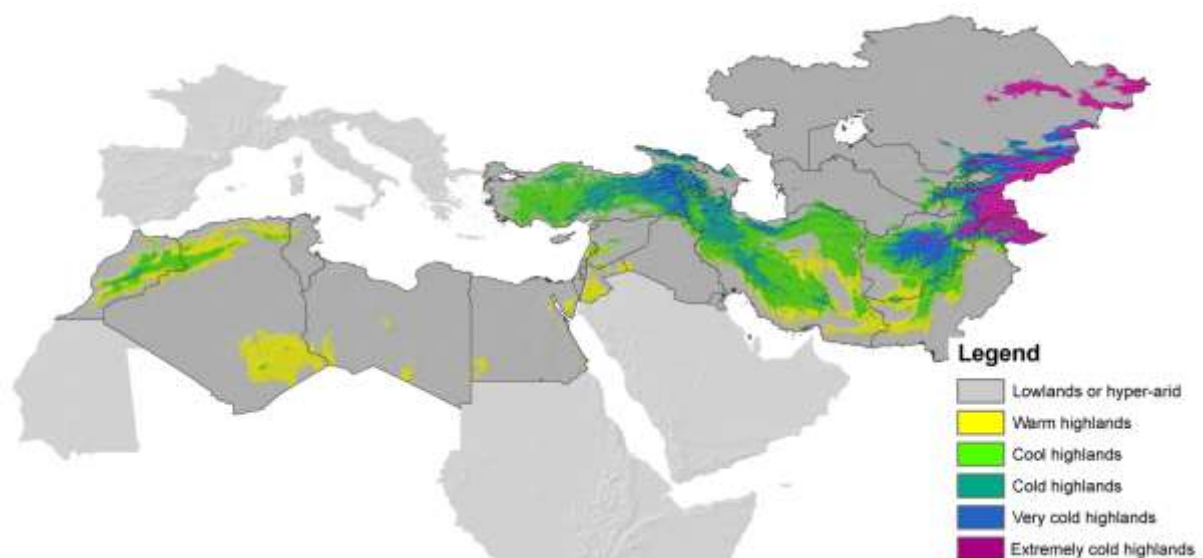 Legend
Lowlands or hyper-arid
Warm highlands
Cool highlands
Cold highlands
Very cold highlands
Extremely cold highlands